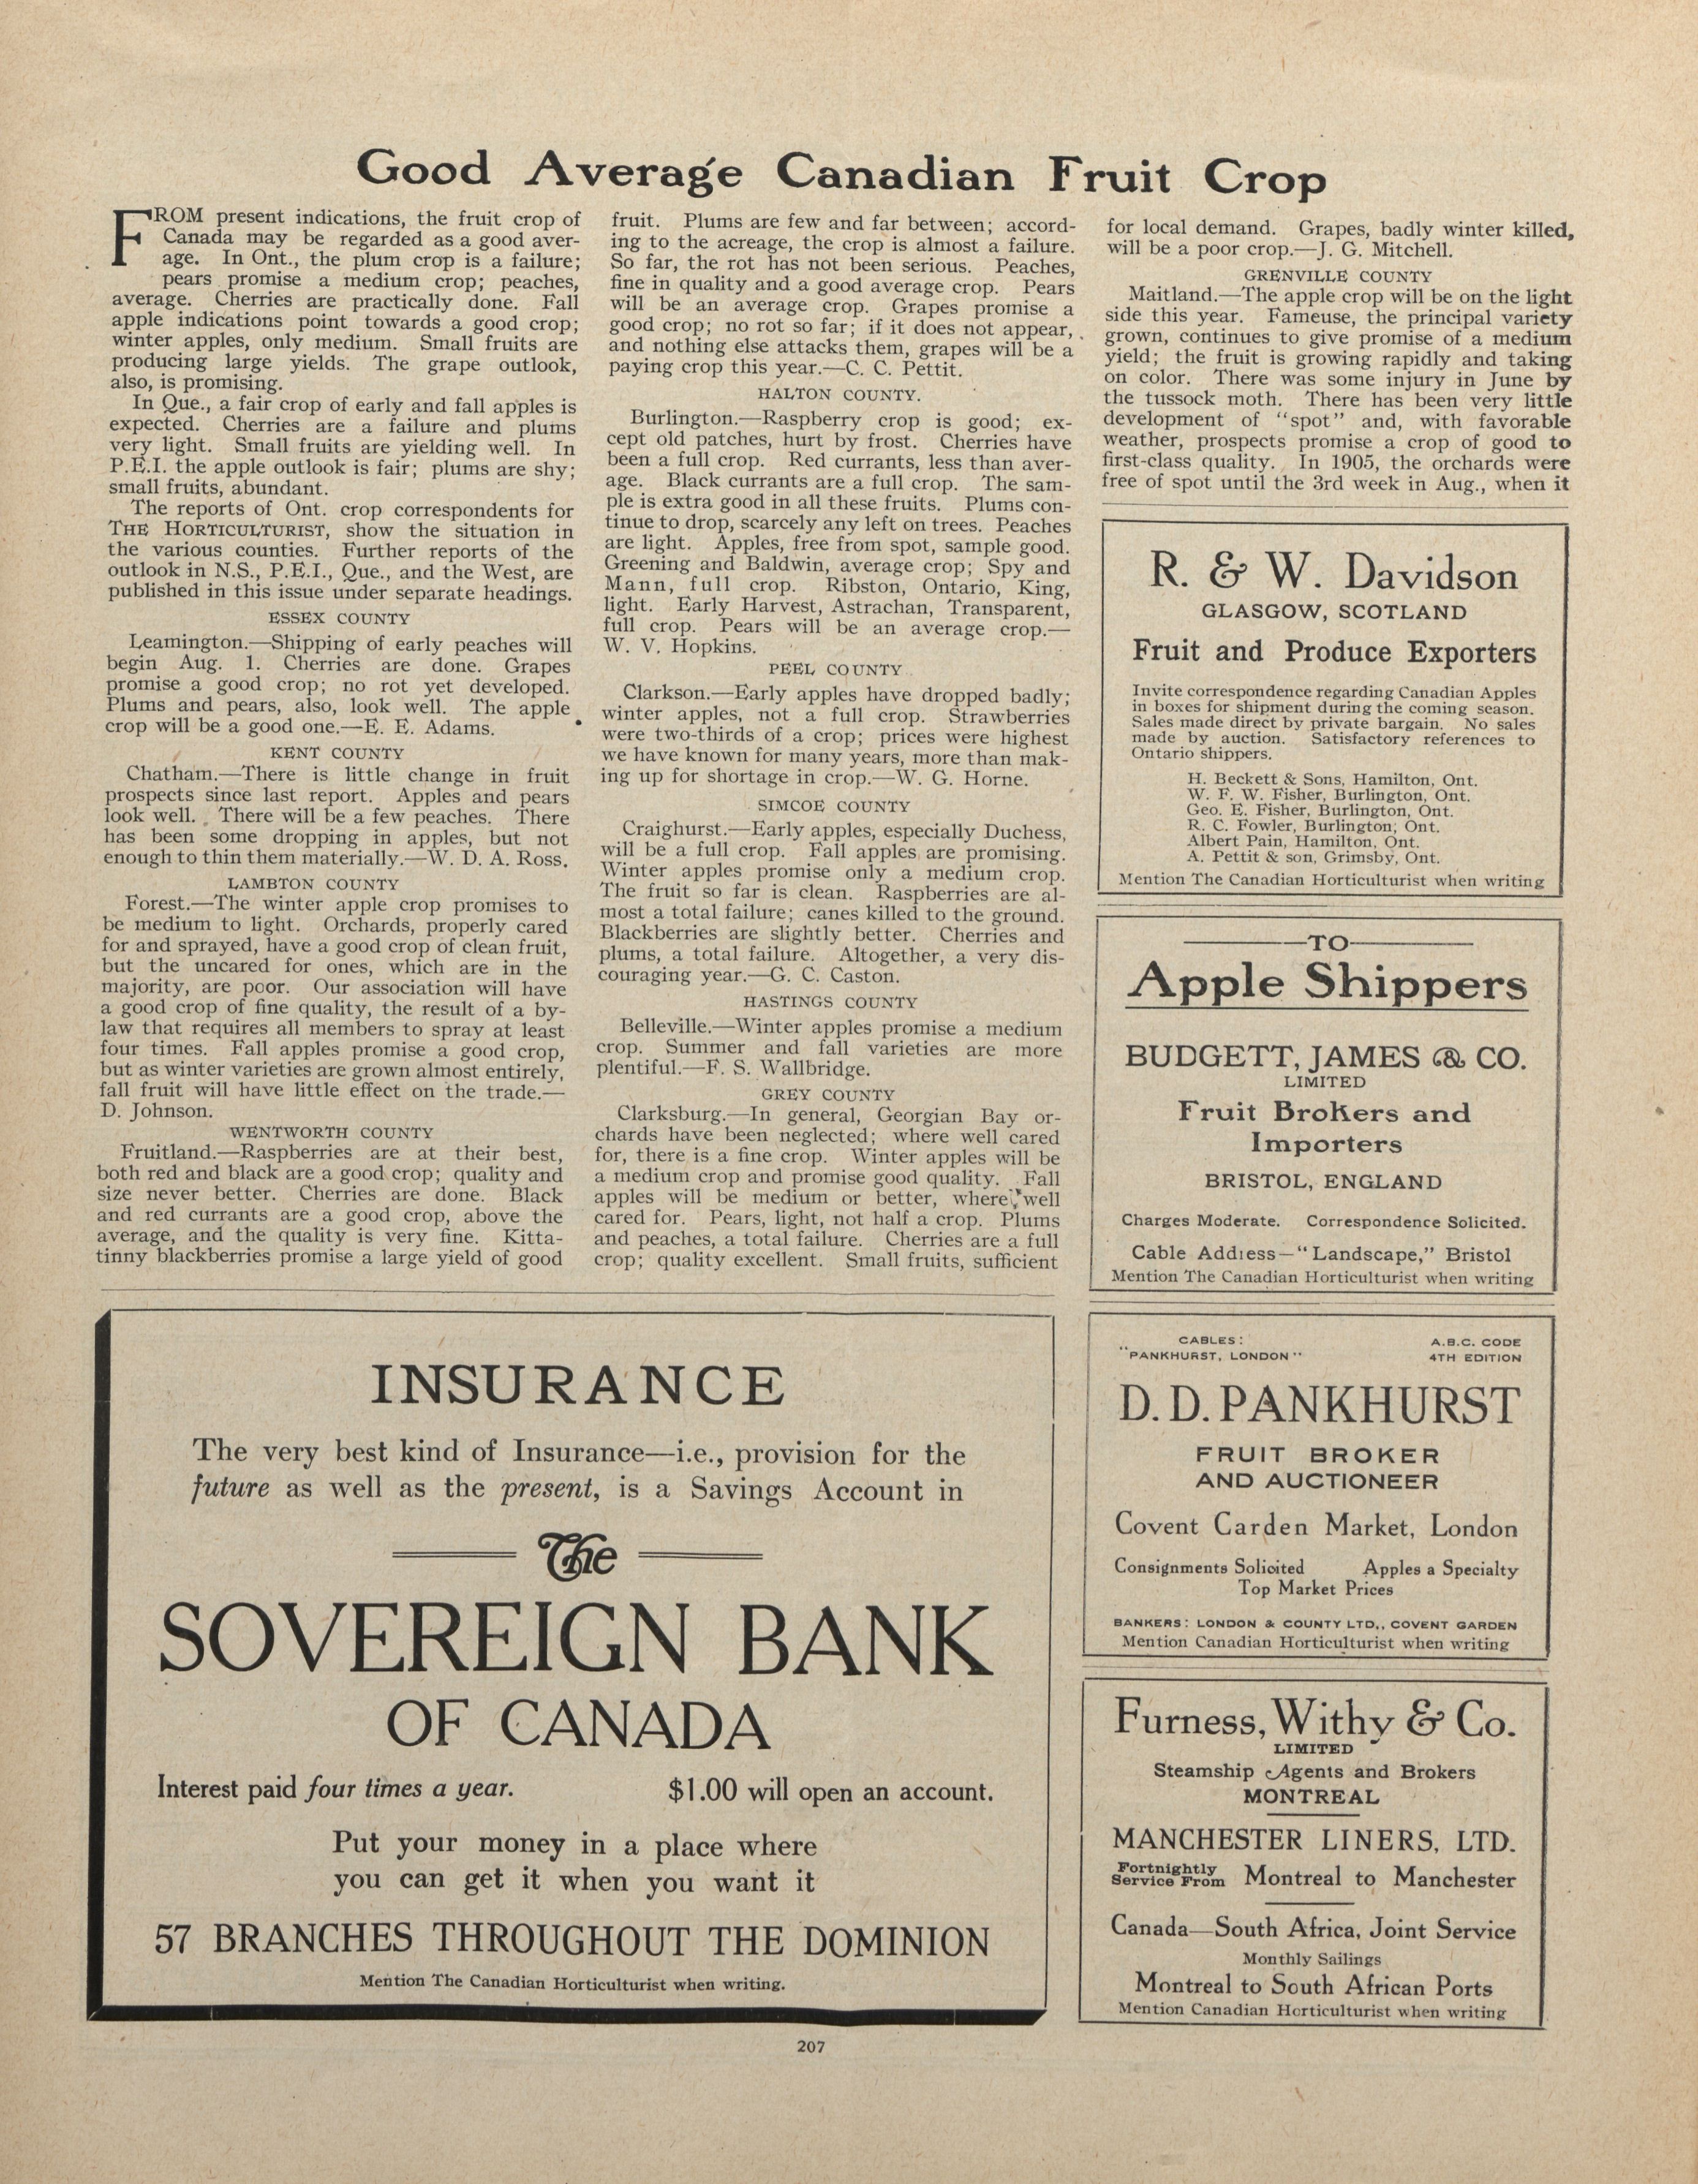 Good Average Canadian Fruit Crop
FROM present indications, the fruit crop of
Canada may be regarded as a good aver-
age. In Ont., the plum crop is a failure;
pears promise a medium crop; peaches,
average. Cherries are practically done. Fall
apple indications point towards a good crop;
winter apples, only medium. Small fruits are
producing large yields. The grape outlook,
also, is promising.
In Que., a fair crop of early and fall apples is
expected. Cherries are a failure and plums
very light. Small fruits are yielding well. In
P.E.I. the apple outlook is fair; plums are shy;
small fruits, abundant.
The reports of Ont. crop correspondents for
THE HORTICULTURIST, show the situation in
the various counties. Further reports of the
outlook in N.S., P.E.I., Que., and the West, are
published in this issue under separate headings.
ESSEX COUNTY
Leamington.—Shipping of early peaches will
begin Aug. 1. Cherries are done. Grapes
promise a good crop; no rot yet developed.
Plums and pears, also, look well. The apple
crop will be a good one.—E. E. Adams.
KENT COUNTY
Chatham.—There is little change in fruit
prospects since last report. Apples and pears
look well. There will be a few peaches. There
has been some dropping in apples, but not
enough to thin them materially.—W. D. A. Ross.
LAMBTON COUNTY
Forest.—The winter apple crop promises to
be medium to light. Orchards, properly cared
for and sprayed, have a good crop of clean fruit,
but the uncared for ones, which are in the
majority, are poor. Our association will have
a good crop of fine quality, the result of a by-
law that requires all members to spray at least
four times. Fall apples promise a good crop,
but as winter varieties are grown almost entirely,
fall fruit will have little effect on the trade.—
D. Johnson.
WENTWORTH COUNTY
Fruitland.—Raspberries are at their best,
both red and black are a good crop; quality and
size never better. Cherries are done. Black
and red currants are a good crop, above the
average, and the quality is very fine. Kitta-
tinny blackberries promise a large yield of good
fruit. Plums are few and far between; accord-
ing to the acreage, the crop is almost a failure.
So far, the rot has not been serious. Peaches,
fine in quality and a good average crop. Pears
will be an average crop. Grapes promise a
good crop; no rot so far; if it does not appear,
and nothing else attacks them, grapes will be a
paying crop this year.—C. C. Pettit.
HALTON COUNTY.
Burlington.—Raspberry crop is good; ex-
cept old patches, hurt by frost. Cherries have
been a full crop. Red currants, less than aver-
age. Black currants are a full crop. The sam-
ple is extra good in all these fruits. Plums con-
tinue to drop, scarcely any left on trees. Peaches
are light. Apples, free from spot, sample good.
Greening and Baldwin, average crop; Spy and
Mann, full crop. Ribston, Ontario, King,
light. Early Harvest, Astrachan, Transparent,
full crop. Pears will be an average crop.—
W. V. Hopkins.
PEEL COUNTY
Clarkson.—Early apples have dropped badly;
winter apples, not a full crop. Strawberries
were two-thirds of a crop; prices were highest
we have known for many years, more than mak-
ing up for shortage in crop.—W. G. Horne.
SIMCOE COUNTY
Craighurst.—Early apples, especially Duchess,
will be a full crop. Fall apples are promising.
Winter apples promise only a medium crop.
The fruit so far is clean. Raspberries are al-
most a total failure; canes killed to the ground.
Blackberries are slightly better. Cherries and
plums, a total failure. Altogether, a very dis-
couraging year.—G. C. Caston.
HASTINGS COUNTY
Belleville.—Winter apples promise a medium
crop. Summer and fall varieties are more
plentiful.—F. S. Wallbridge.
GREY COUNTY
Clarksburg.—In general, Georgian Bay or-
chards have been neglected; where well cared
for, there is a fine crop. Winter apples will be
a medium crop and promise good quality. Fall
apples will be medium or better, where well
cared for. Pears, light, not half a crop. Plums
and peaches, a total failure. Cherries are a full
crop; quality excellent. Small fruits, sufficient
for local demand. Grapes, badly winter killed,
will be a poor crop.—J. G. Mitchell.
GRENVILLE COUNTY
Maitland.—The apple crop will be on the light
side this year. Fameuse, the principal variety
grown, continues to give promise of a medium
yield; the fruit is growing rapidly and taking
on color. There was some injury in June by
the tussock moth. There has been very little
development of "spot" and, with favorable
weather, prospects promise a crop of good to
first-class quality. In 1905, the orchards were
free of spot until the 3rd week in Aug., when it
R. & W. Davidson
GLASGOW, SCOTLAND
Fruit and Produce Exporters
Invite correspondence regarding Canadian Apples
in boxes for shipment during the coming season.
Sales made direct by private bargain. No sales
made by auction. Satisfactory references to
Ontario shippers.
H. Beckett & Sons, Hamilton, Ont.
W. F. W. Fisher, Burlington, Ont.
Geo. E. Fisher, Burlington, Ont.
R. C. Fowler, Burlington, Ont.
Albert Pain, Hamilton, Ont.
A. Pettit & son, Grimsby, Ont.
Mention The Canadian Horticulturist when writing
TO
Apple Shippers
BUDGETT, JAMES & CO.
LIMITED
Fruit Brokers and
Importers
BRISTOL, ENGLAND
Charges Moderate. Correspondence Solicited.
Cable Address—"Landscape," Bristol
Mention The Canadian Horticulturist when writing
CABLES: A.B.C. CODE
"PANKHURST, LONDON" 4TH EDITION
D. D. PANKHURST
FRUIT BROKER
AND AUCTIONEER
Covent Garden Market, London
Consignments Solicited Apples a Specialty
Top Market Prices
BANKERS: LONDON & COUNTY LTD,, COVENT GARDEN
Mention Canadian Horticulturist when writing
Furness, Withy & Co.
LIMITED
Steamship Agents and Brokers
MONTREAL
MANCHESTER LINERS, LTD.
Fortnightly Service From Montreal to Manchester
Canada—South Africa, Joint Service
Monthly Sailings
Montreal to South African Ports
Mention Canadian Horticulturist when writing
INSURANCE
The very best kind of Insurance—i.e., provision for the
future as well as the present, is a Savings Account in
The
SOVEREIGN BANK
OF CANADA
Interest paid four times a year. $1.00 will open an account.
Put your money in a place where
you can get it when you want it
57 BRANCHES THROUGHOUT THE DOMINION
Mention The Canadian Horticulturist when writing.
207